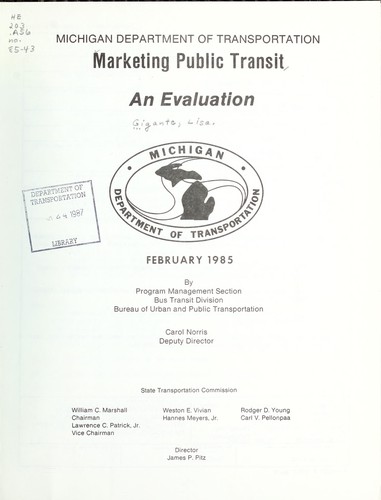 HE
203
.A56
no.
85-43
MICHIGAN DEPARTMENT OF TRANSPORTATION
Marketing Public Transit
An Evaluation
Gigante, Lisa.
• MICHIGAN •
DEPARTMENT OF TRANSPORTATION
DEPARTMENT OF
TRANSPORTATION
1987
LIBRARY
FEBRUARY 1985
By
Program Management Section
Bus Transit Division
Bureau of Urban and Public Transportation
Carol Norris
Deputy Director
State Transportation Commission
William C. Marshall
Chairman
Lawrence C. Patrick, Jr.
Vice Chairman
Weston E. Vivian
Hannes Meyers, Jr.
Rodger D. Young
Carl V. Pellonpaa
Director
James P. Pitz